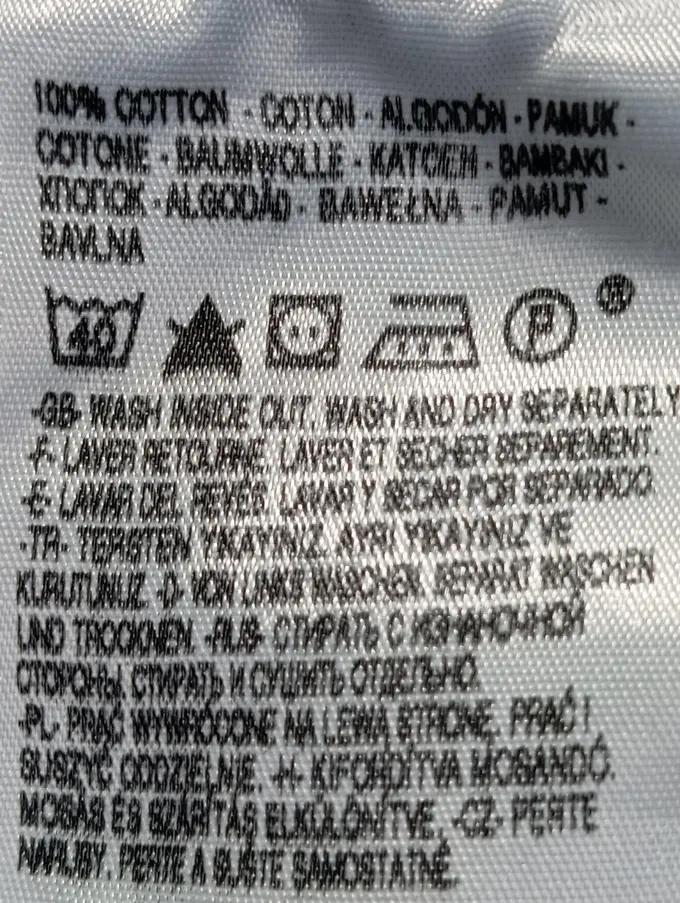 100% COTTON - COTON - ALGODÓN - PAMUK -
COTONE - BAUMWOLLE - KATOEN - BAMBAKI -
ХЛОПОК - ALGODÃO - BAWEŁNA - PAMUT -
BAVLNA
40 P ®
-GB- WASH INSIDE OUT. WASH AND DRY SEPARATELY
-F- LAVER RETOURNE. LAVER ET SECHER SEPAREMENT.
-E- LAVAR DEL REVÉS. LAVAR Y SECAR POR SEPARADO.
-TR- TERSTEN YIKAYINIZ. AYRI YIKAYINIZ VE
KURUTUNUZ. -D- VON LINKS WASCHEN. SEPARAT WASCHEN
UND TROCKNEN. -RUS- СТИРАТЬ С ИЗНАНОЧНОЙ
СТОРОНЫ. СТИРАТЬ И СУШИТЬ ОТДЕЛЬНО.
-PL- PRAĆ WYWRÓCONE NA LEWĄ STRONĘ. PRAĆ I
SUSZYĆ ODDZIELNIE. -H- KIFORDÍTVA MOSANDÓ.
MOSÁS ÉS SZÁRÍTÁS ELKÜLÖNÍTVE. -CZ- PERTE
NARUBY. PERTE A SUŠTE SAMOSTATNĚ.